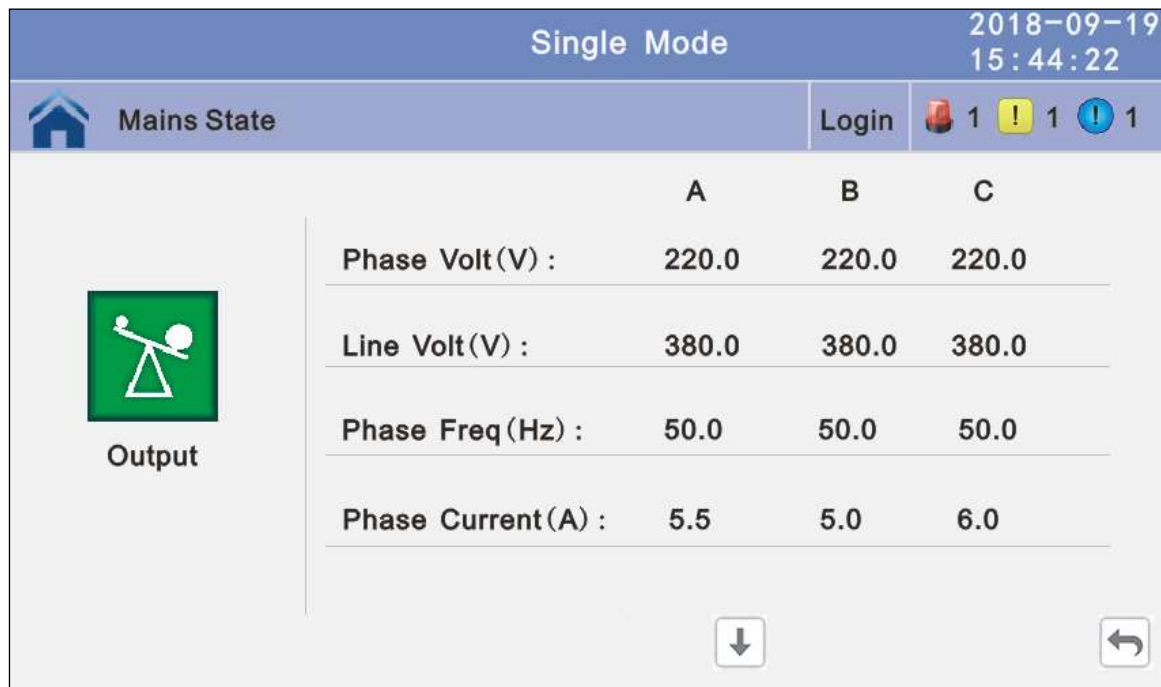 Single Mode
2018-09-19
15:44:22
Mains State
Login
1 ! 1 ! 1
A B C
Phase Volt(V): 220.0 220.0 220.0
Line Volt(V): 380.0 380.0 380.0
Phase Freq(Hz): 50.0 50.0 50.0
Output
Phase Current(A): 5.5 5.0 6.0